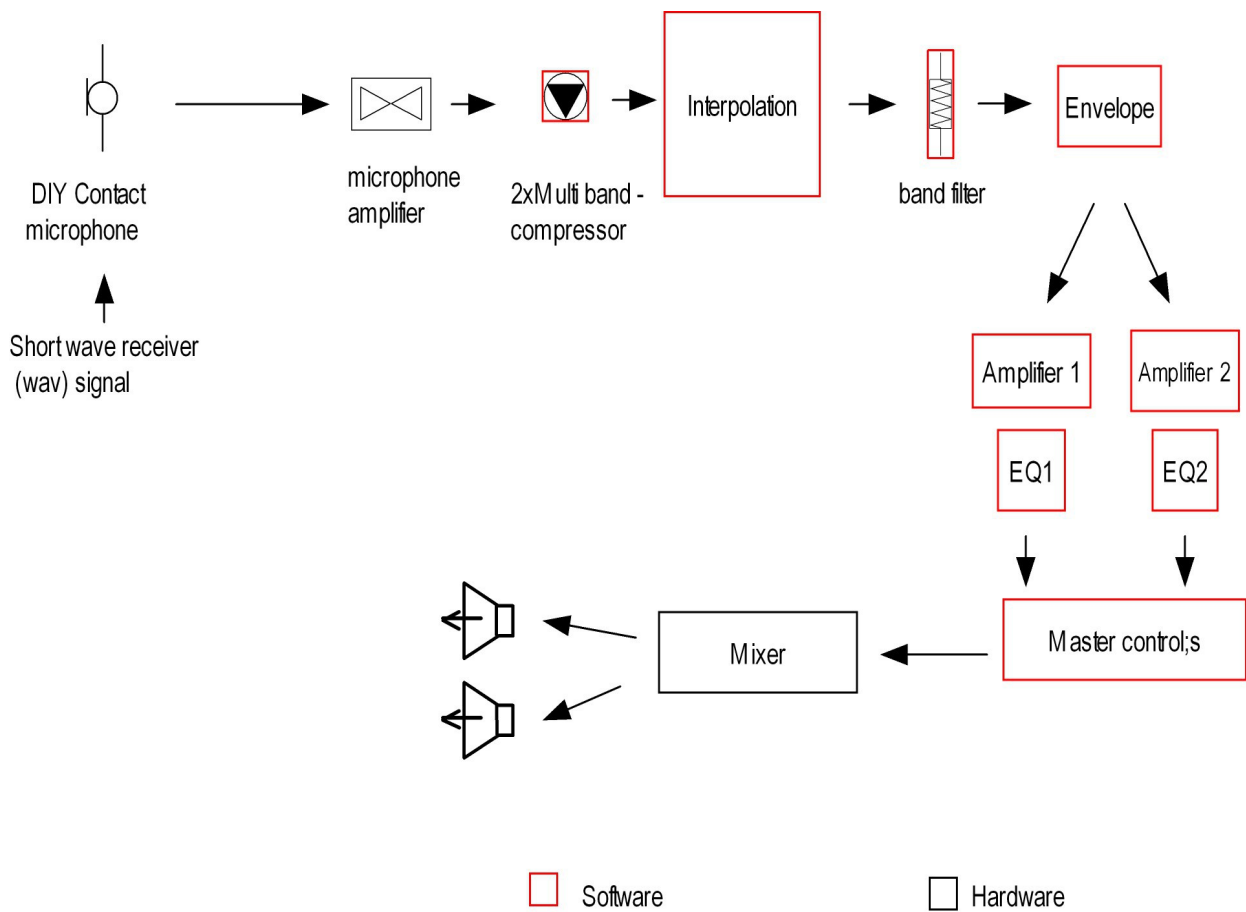 DIY Contact
microphone
Short wave receiver
(wav) signal
microphone
amplifier
2xMulti band -
compressor
Interpolation
band filter
Envelope
Amplifier 1
Amplifier 2
EQ1
EQ2
Master control;s
Mixer
Software
Hardware